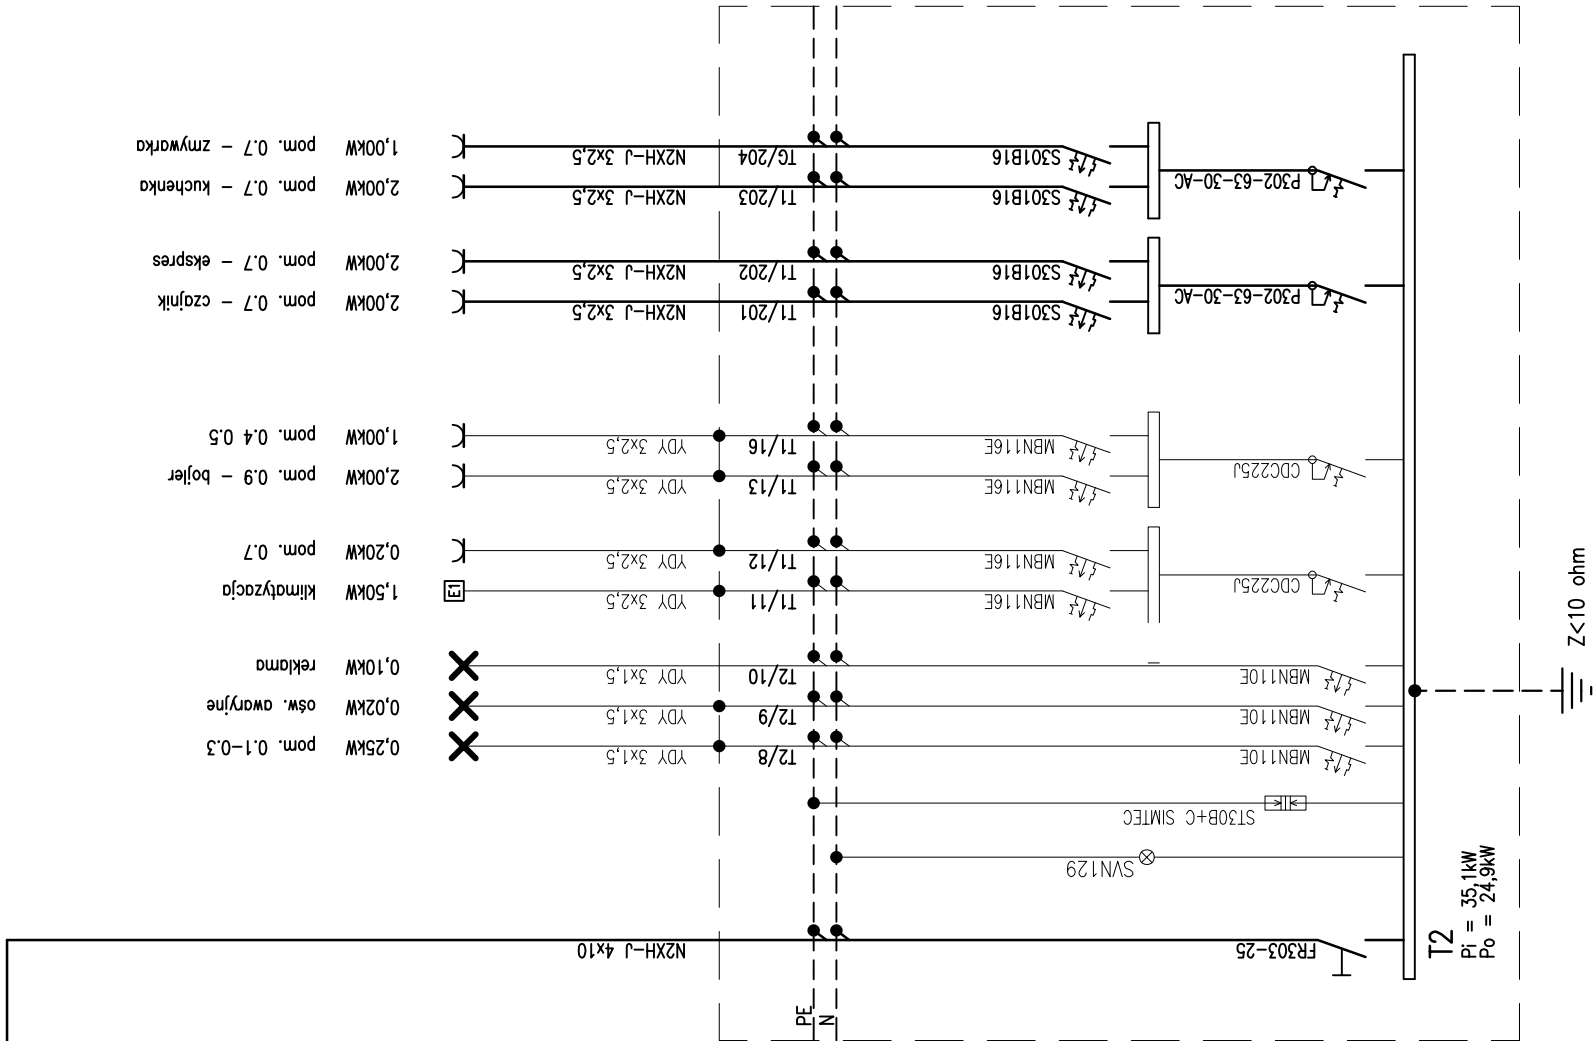 1,00kW pom. 0.7 - zmywarka
N2XH-J 3x2,5
TG/204
S301B16
P302-63-30-AC
2,00kW pom. 0.7 - kuchenka
N2XH-J 3x2,5
T1/203
S301B16
2,00kW pom. 0.7 - ekspres
N2XH-J 3x2,5
T1/202
S301B16
P302-63-30-AC
2,00kW pom. 0.7 - czajnik
N2XH-J 3x2,5
T1/201
S301B16
1,00kW pom. 0.4 0.5
YDY 3x2,5
T1/16
MBN116E
CDC225J
2,00kW pom. 0.9 - bojler
YDY 3x2,5
T1/13
MBN116E
0,20kW pom. 0.7
YDY 3x2,5
T1/12
MBN116E
CDC225J
1,50kW klimatyzacja
E1
YDY 3x2,5
T1/11
MBN116E
0,10kW reklama
YDY 3x1,5
T2/10
MBN110E
0,02kW ośw. awaryjne
YDY 3x1,5
T2/9
MBN110E
0,25kW pom. 0.1-0.3
YDY 3x1,5
T2/8
MBN110E
Z<10 ohm
ST30B+C SIMTEC
SVN129
N2XH-J 4x10
FR303-25
T2
Pi = 35,1kW
Po = 24,9kW
PE
N